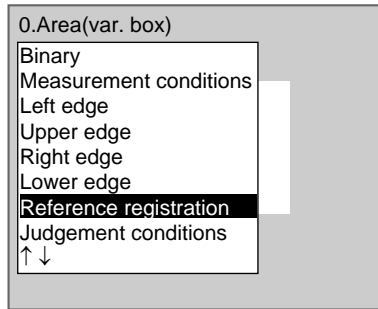 0.Area(var. box)
Binary
Measurement conditions
Left edge
Upper edge
Right edge
Lower edge
Reference registration
Judgement conditions
↑↓